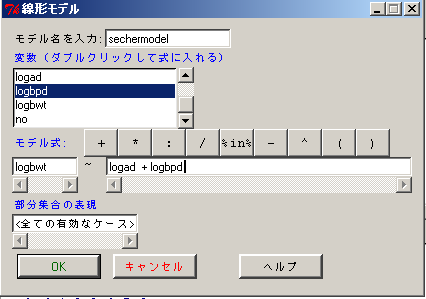 線形モデル
モデル名を入力: sechermodel
変数 (ダブルクリックして式に入れる)
logad
logbpd
logbwt
no
モデル式: + * : / %in% - ^ ( )
logbwt ~ logad + logbpd
部分集合の表現
<全ての有効なケース>
OK キャンセル ヘルプ